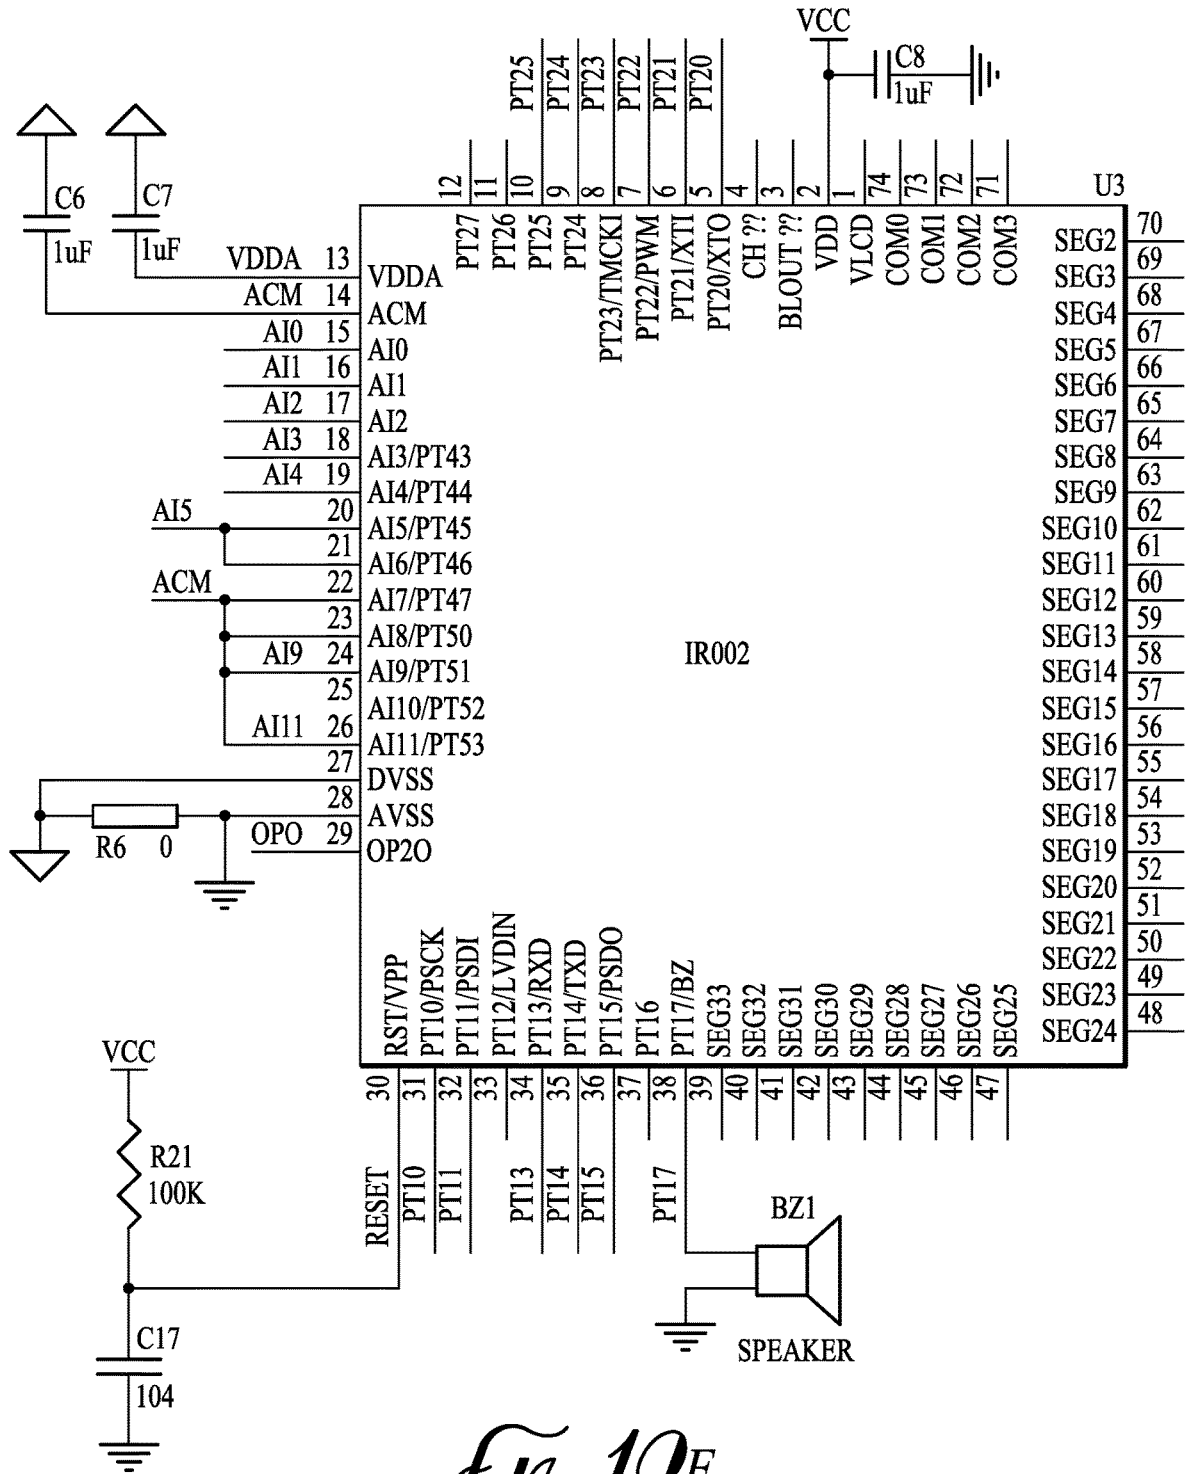 VCC
C8
1uF
PT25
PT24
PT23
PT22
PT21
PT20
C6
1uF
C7
1uF
12
11
10
9
8
7
6
5
4
3
2
1
74
73
72
71
U3
PT27
PT26
PT25
PT24
PT23/TMCKI
PT22/PWM
PT21/XTI
PT20/XTO
CH ??
BLOUT ??
VDD
VLCD
COM0
COM1
COM2
COM3
VDDA 13 VDDA
ACM 14 ACM
AI0 15 AI0
AI1 16 AI1
AI2 17 AI2
AI3 18 AI3/PT43
AI4 19 AI4/PT44
AI5 20 AI5/PT45
21 AI6/PT46
ACM 22 AI7/PT47
23 AI8/PT50
AI9 24 AI9/PT51
25 AI10/PT52
AI11 26 AI11/PT53
27 DVSS
28 AVSS
R6 0
OPO 29 OP2O
IR002
SEG2 70
SEG3 69
SEG4 68
SEG5 67
SEG6 66
SEG7 65
SEG8 64
SEG9 63
SEG10 62
SEG11 61
SEG12 60
SEG13 59
SEG14 58
SEG15 57
SEG16 56
SEG17 55
SEG18 54
SEG19 53
SEG20 52
SEG21 51
SEG22 50
SEG23 49
SEG24 48
RST/VPP
PT10/PSCK
PT11/PSDI
PT12/LVDIN
PT13/RXD
PT14/TXD
PT15/PSDO
PT16
PT17/BZ
SEG33
SEG32
SEG31
SEG30
SEG29
SEG28
SEG27
SEG26
SEG25
30
31
32
33
34
35
36
37
38
39
40
41
42
43
44
45
46
47
RESET
PT10
PT11
PT13
PT14
PT15
PT17
VCC
R21
100K
C17
104
BZ1
SPEAKER